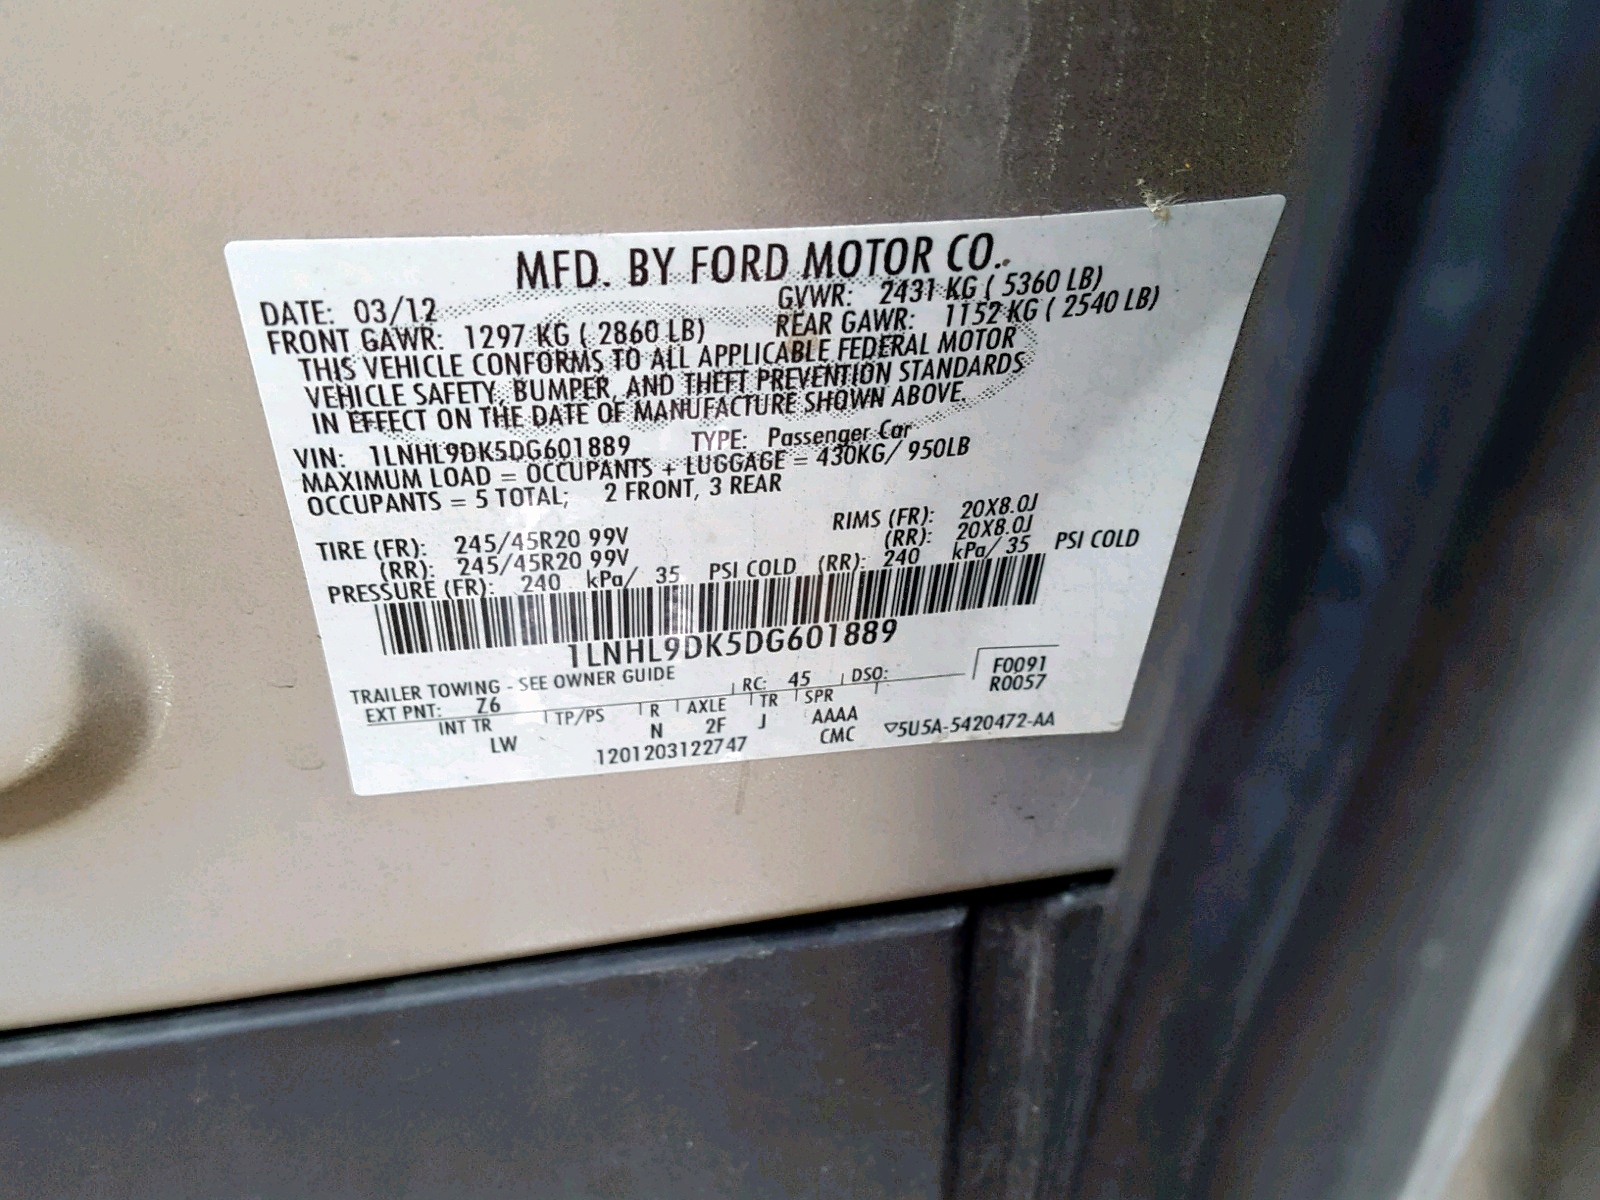 MFD. BY FORD MOTOR CO.
DATE: 03/12 GVWR: 2431 KG ( 5360 LB)
FRONT GAWR: 1297 KG ( 2860 LB) REAR GAWR: 1152 KG ( 2540 LB)
THIS VEHICLE CONFORMS TO ALL APPLICABLE FEDERAL MOTOR
VEHICLE SAFETY, BUMPER, AND THEFT PREVENTION STANDARDS
IN EFFECT ON THE DATE OF MANUFACTURE SHOWN ABOVE.
VIN: 1LNHL9DK5DG601889 TYPE: Passenger Car
MAXIMUM LOAD = OCCUPANTS + LUGGAGE = 430KG/ 950LB
OCCUPANTS = 5 TOTAL; 2 FRONT, 3 REAR
TIRE (FR): 245/45R20 99V RIMS (FR): 20X8.0J
(RR): 245/45R20 99V (RR): 20X8.0J
PRESSURE (FR): 240 kPa/ 35 PSI COLD (RR): 240 kPa/ 35 PSI COLD
1LNHL9DK5DG601889
TRAILER TOWING - SEE OWNER GUIDE
EXT PNT: Z6 RC: 45 DSO: F0091
R0057
INT TR TP/PS R AXLE TR SPR
LW N 2F J AAAA
CMC
1201203122747 ▽5U5A-5420472-AA